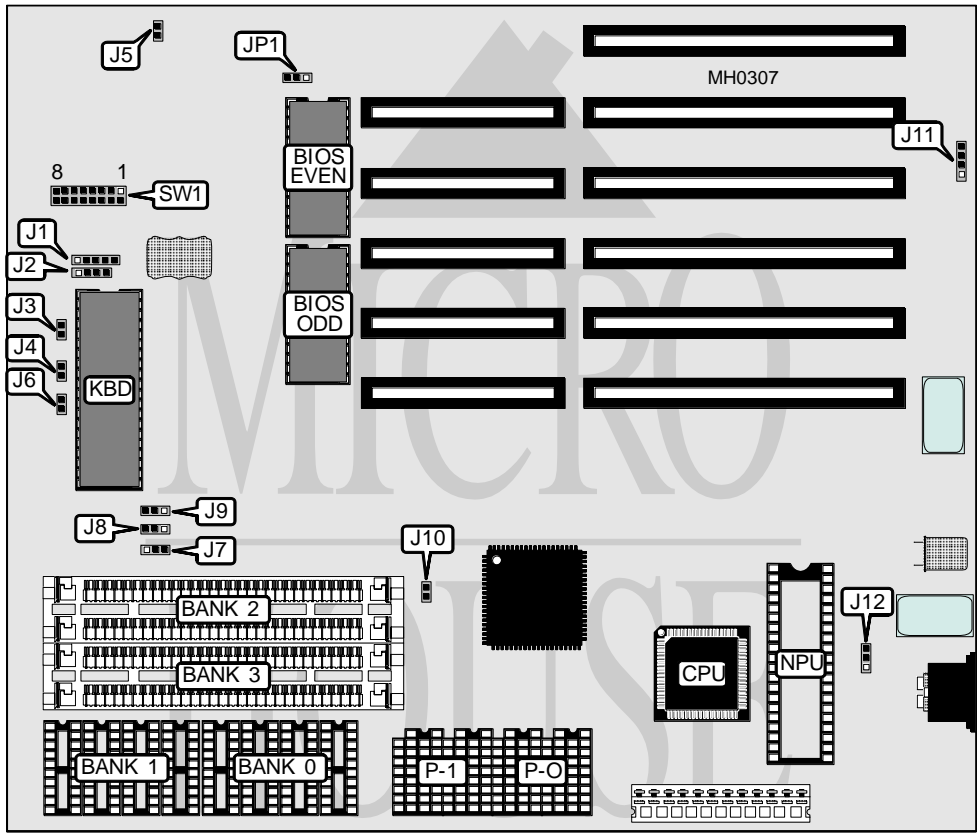 J5
JP1
MH0307
J11
BIOS
EVEN
8 1
SW1
J1
J2
BIOS
ODD
J3
J4
J6
KBD
MICRO
J9
J8
J7
J10
BANK 2
J12
BANK 3
CPU
NPU
HOUSE
BANK 1
BANK 0
P-1
P-O